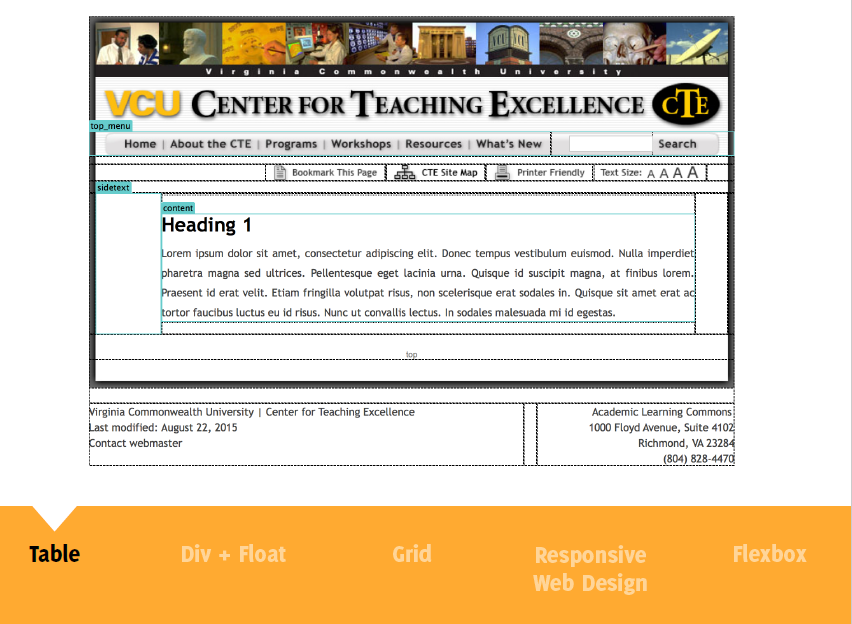 Virginia Commonwealth University
VCU CENTER FOR TEACHING EXCELLENCE CTE
top_menu
Home | About the CTE | Programs | Workshops | Resources | What's New Search
Bookmark This Page CTE Site Map Printer Friendly Text Size: A A A A
sidetext
content
Heading 1
Lorem ipsum dolor sit amet, consectetur adipiscing elit. Donec tempus vestibulum euismod. Nulla imperdiet
pharetra magna sed ultrices. Pellentesque eget lacinia urna. Quisque id suscipit magna, at finibus lorem.
Praesent id erat velit. Etiam fringilla volutpat risus, non scelerisque erat sodales in. Quisque sit amet erat ac
tortor faucibus luctus eu id risus. Nunc ut convallis lectus. In sodales malesuada mi id egestas.
top
Virginia Commonwealth University | Center for Teaching Excellence
Last modified: August 22, 2015
Contact webmaster
Academic Learning Commons
1000 Floyd Avenue, Suite 4102
Richmond, VA 23284
(804) 828-4470
Table
Div + Float
Grid
Responsive
Web Design
Flexbox